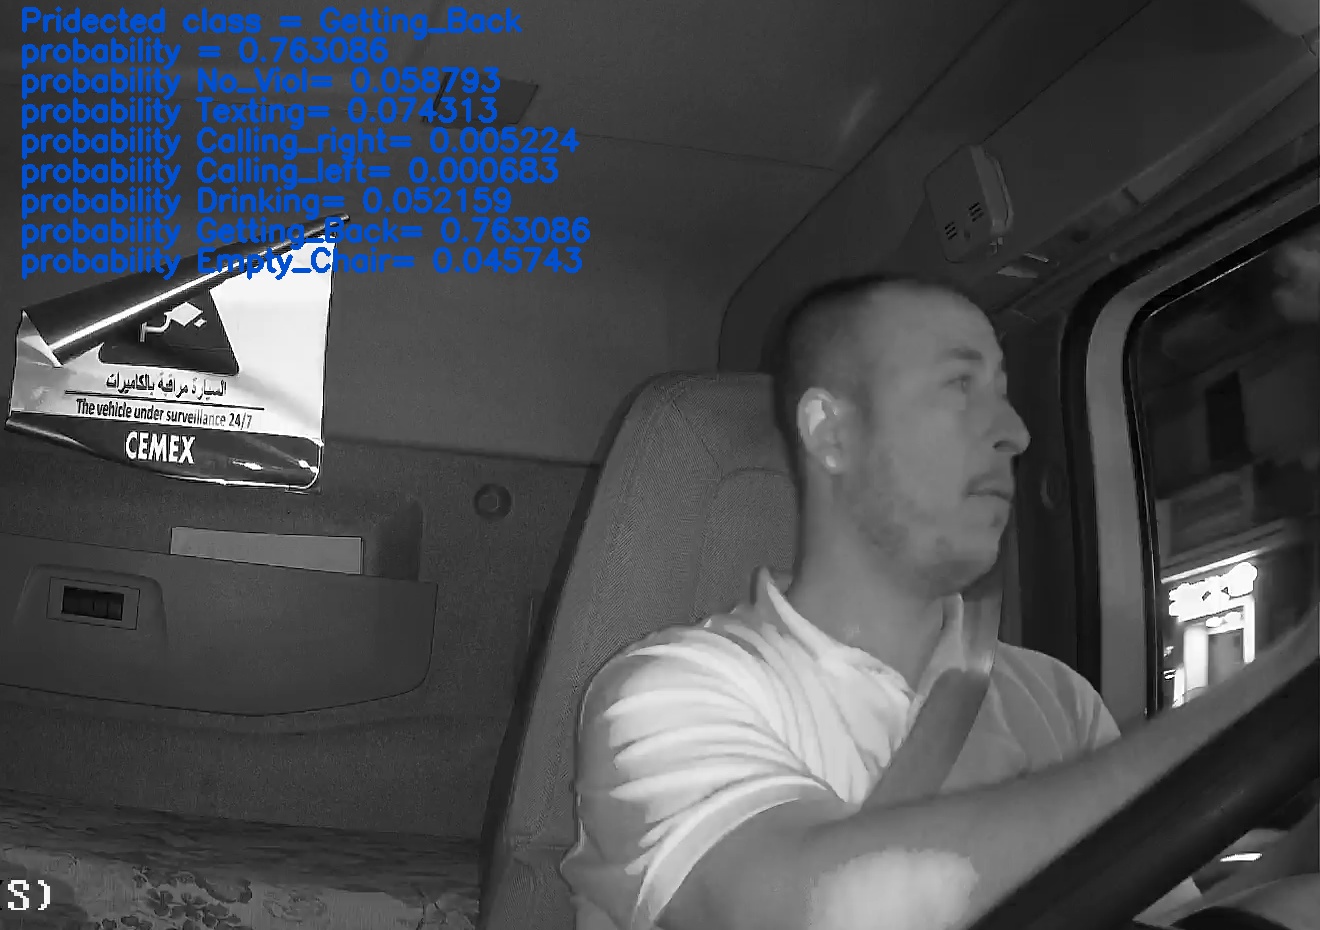 Pridected class = Getting_Back
probability = 0.763086
probability No_Viol= 0.058793
probability Texting= 0.074313
probability Calling_right= 0.005224
probability Calling_left= 0.000683
probability Drinking= 0.052159
probability Getting_Back= 0.763086
probability Empty_Chair= 0.045743
السيارة مراقبة بالكاميرات
The vehicle under surveillance 24/7
CEMEX
S)